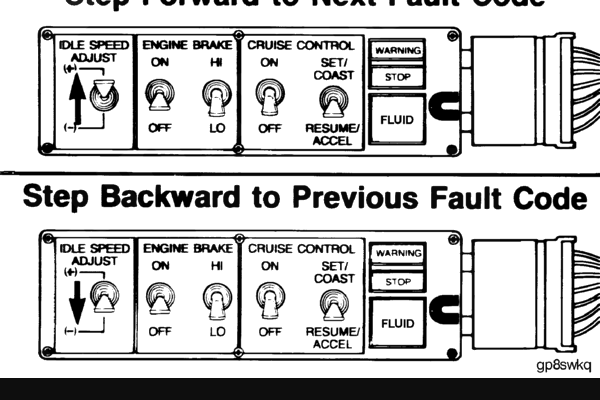 Step Forward to Next Fault Code
IDLE SPEED
ADJUST
(+)
(-)
ENGINE BRAKE
ON
HI
OFF
LO
CRUISE CONTROL
ON
SET/
COAST
OFF
RESUME/
ACCEL
WARNING
STOP
FLUID
Step Backward to Previous Fault Code
IDLE SPEED
ADJUST
(+)
(-)
ENGINE BRAKE
ON
HI
OFF
LO
CRUISE CONTROL
ON
SET/
COAST
OFF
RESUME/
ACCEL
WARNING
STOP
FLUID
gp8swkq